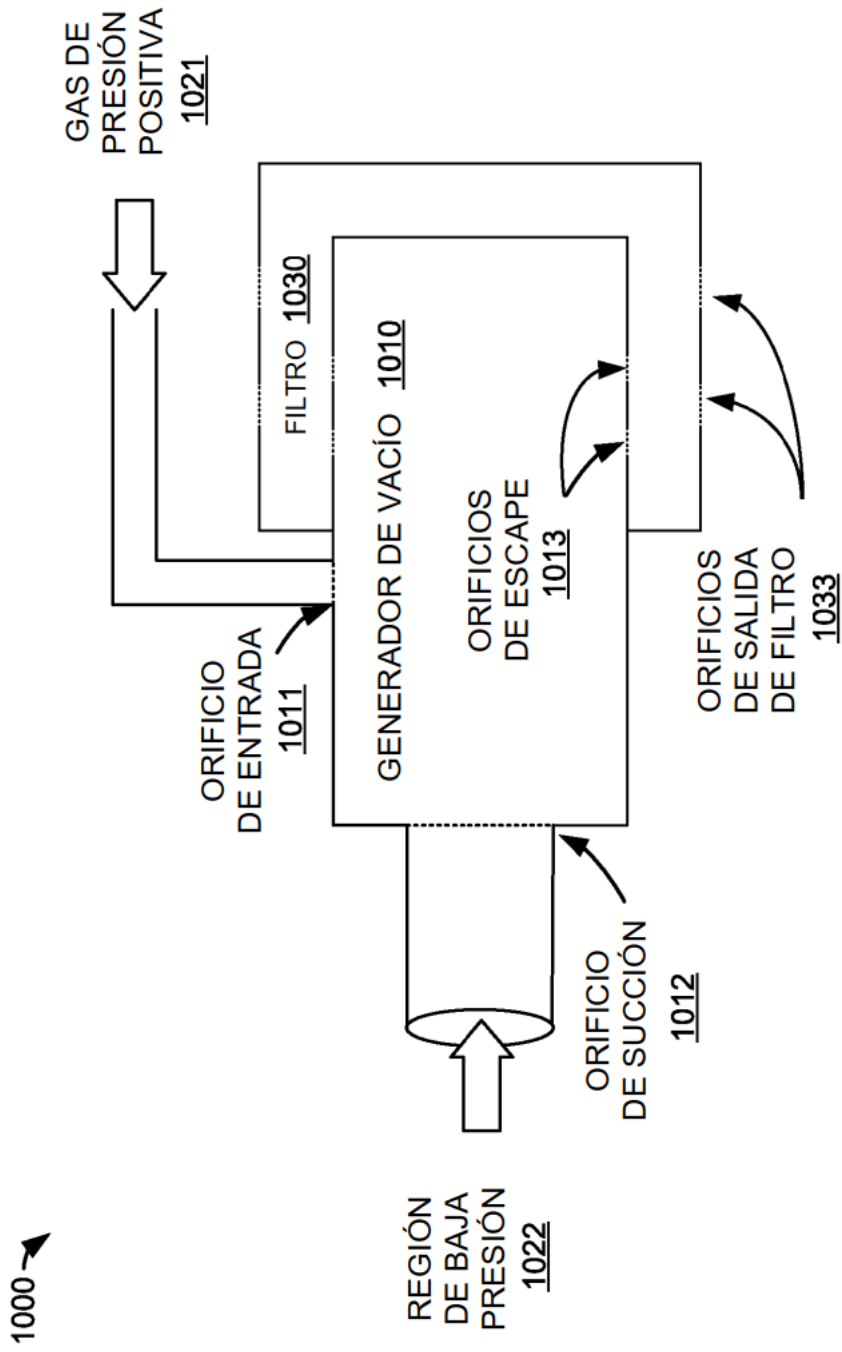 1000
GAS DE
PRESIÓN
POSITIVA
1021
ORIFICIO
DE ENTRADA
1011
FILTRO 1030
GENERADOR DE VACÍO 1010
REGIÓN
DE BAJA
PRESIÓN
1022
ORIFICIO
DE SUCCIÓN
1012
ORIFICIOS
DE ESCAPE
1013
ORIFICIOS
DE SALIDA
DE FILTRO
1033